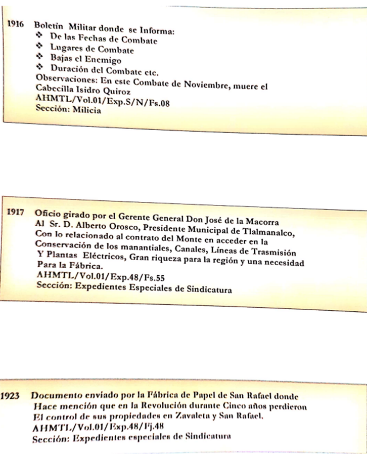 1916 Boletín Militar donde se Informa:
❖ De las Fechas de Combate
❖ Lugares de Combate
❖ Bajas el Enemigo
❖ Duración del Combate etc.
Observaciones: En este Combate de Noviembre, muere el
Cabecilla Isidro Quiroz
AHMTL/Vol.01/Exp.S/N/Fs.08
Sección: Milicia
1917 Oficio girado por el Gerente General Don José de la Macorra
Al Sr. D. Alberto Orosco, Presidente Municipal de Tlalmanalco,
Con lo relacionado al contrato del Monte en acceder en la
Conservación de los manantiales, Canales, Líneas de Trasmisión
Y Plantas Eléctricos, Gran riqueza para la región y una necesidad
Para la Fábrica.
AHMTL/Vol.01/Exp.48/Fs.55
Sección: Expedientes Especiales de Sindicatura
1923 Documento enviado por la Fábrica de Papel de San Rafael donde
Hace mención que en la Revolución durante Cinco años perdieron
El control de sus propiedades en Zavaleta y San Rafael.
AHMTL/Vol.01/Exp.48/Fj.48
Sección: Expedientes especiales de Sindicatura